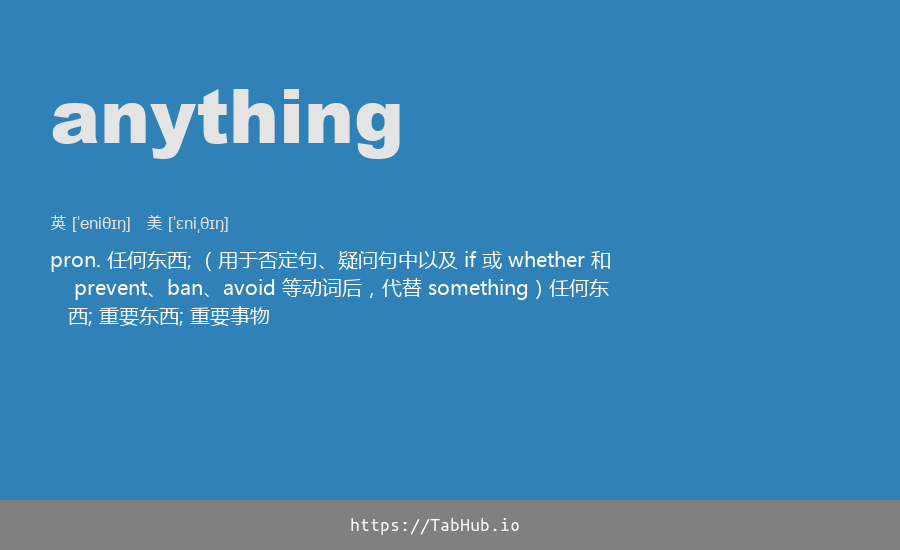 anything
英 [ˈeniθɪŋ] 美 [ˈɛniˌθɪŋ]
pron. 任何东西; （用于否定句、疑问句中以及 if 或 whether 和
prevent、ban、avoid 等动词后，代替 something）任何东
西; 重要东西; 重要事物
https://TabHub.io